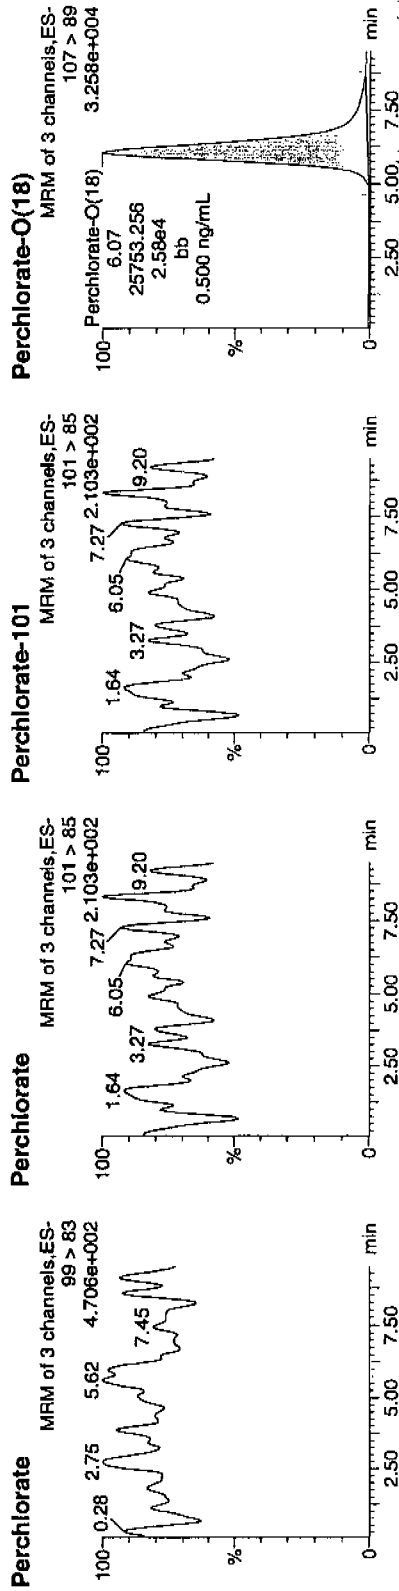 Perchlorate
MRM of 3 channels,ES-
99 > 83
4.706e+002
100
%
0
0.28
2.75
5.62
7.45
2.50
5.00
7.50
min
Perchlorate
MRM of 3 channels,ES-
101 > 85
2.103e+002
100
%
0
1.64
3.27
6.05
7.27
9.20
2.50
5.00
7.50
min
Perchlorate-101
MRM of 3 channels,ES-
101 > 85
2.103e+002
100
%
0
1.64
3.27
6.05
7.27
9.20
2.50
5.00
7.50
min
Perchlorate-O(18)
MRM of 3 channels,ES-
107 > 89
3.258e+004
100
%
0
Perchlorate-O(18)
6.07
25753.256
2.58e4
bb
0.500 ng/mL
2.50
5.00
7.50
min